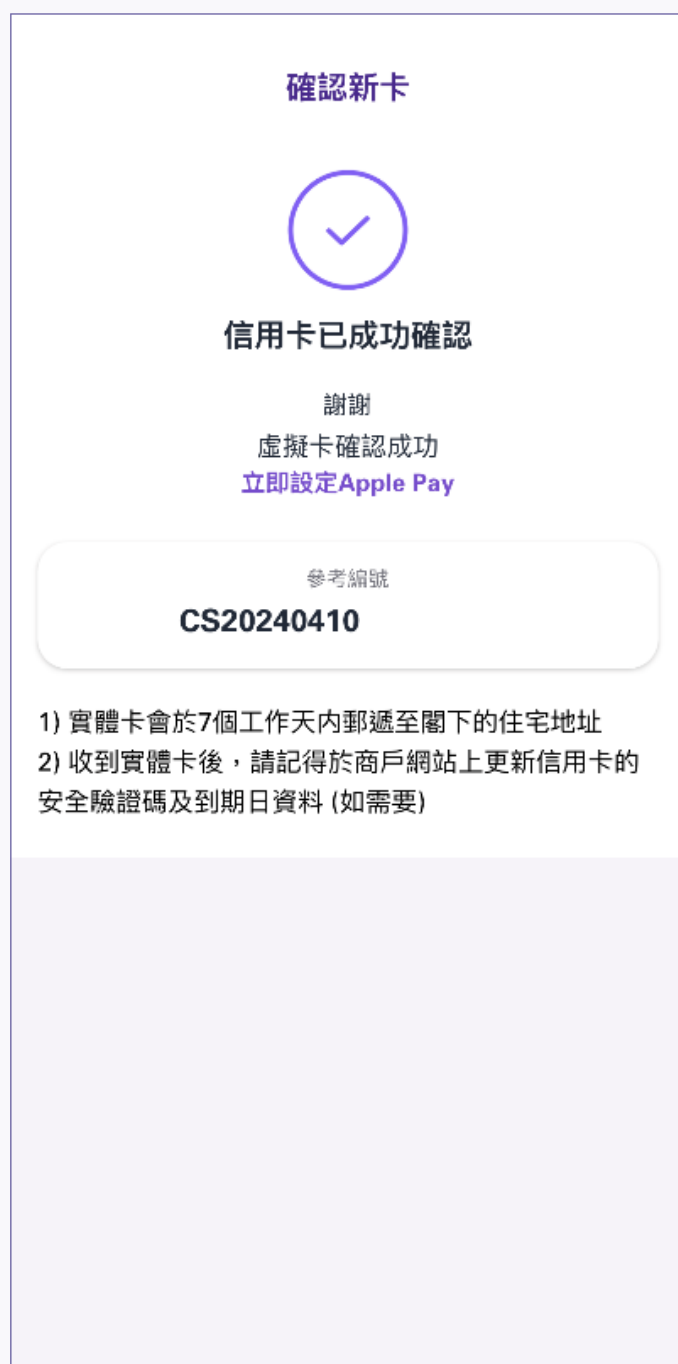 確認新卡
信用卡已成功確認
謝謝
虛擬卡確認成功
立即設定Apple Pay
參考編號
CS20240410
1) 實體卡會於7個工作天内郵遞至閣下的住宅地址
2) 收到實體卡後，請記得於商戶網站上更新信用卡的
安全驗證碼及到期日資料 (如需要)